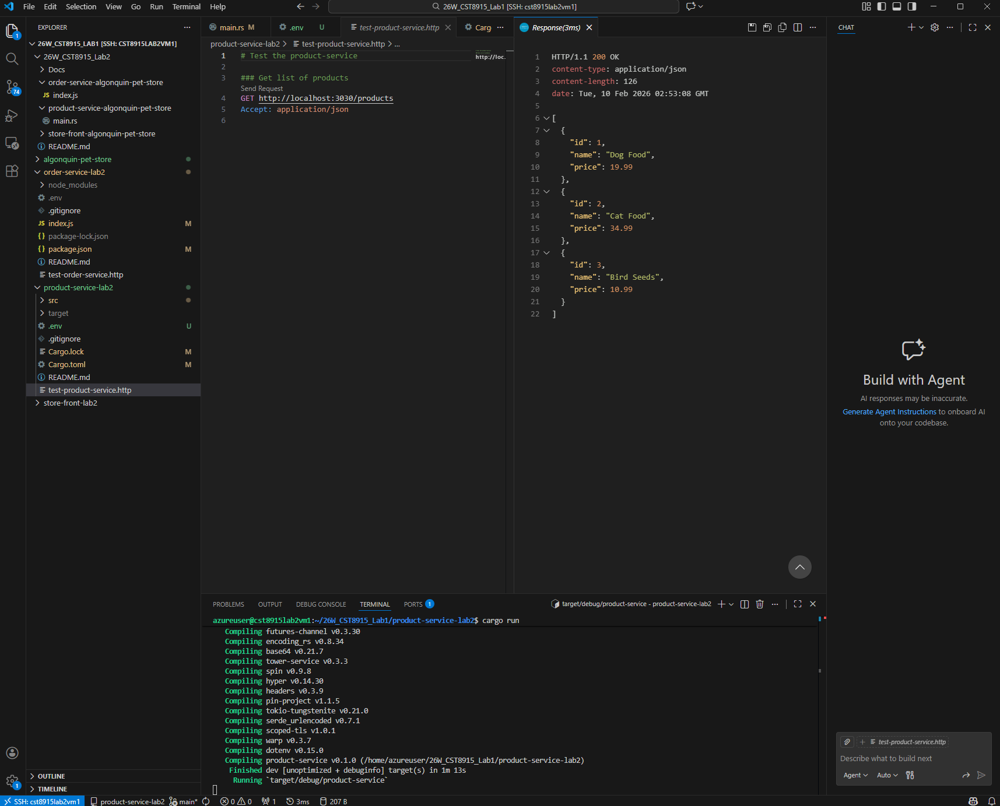 File Edit Selection View Go Run Terminal Help
26W_CST8915_Lab1 [SSH: cst8915lab2vm1]
EXPLORER
26W_CST8915_LAB1 [SSH: CST8915LAB2VM1]
26W_CST8915_Lab2
Docs
order-service-algonquin-pet-store
JS index.js
product-service-algonquin-pet-store
main.rs
store-front-algonquin-pet-store
README.md
algonquin-pet-store
order-service-lab2
node_modules
.env
.gitignore
JS index.js M
{} package-lock.json
{} package.json M
README.md
test-order-service.http
product-service-lab2
src
target
.env U
.gitignore
Cargo.lock M
Cargo.toml M
README.md
test-product-service.http
store-front-lab2
OUTLINE
TIMELINE
1
74
1
main.rs M
.env U
test-product-service.http
Carg
product-service-lab2 > test-product-service.http > ...
1 # Test the product-service
2
3 ### Get list of products
Send Request
4 GET http://localhost:3030/products
5 Accept: application/json
6
http://loc.
Response(3ms)
1 HTTP/1.1 200 OK
2 content-type: application/json
3 content-length: 126
4 date: Tue, 10 Feb 2026 02:53:08 GMT
5
6 [
7 {
8 "id": 1,
9 "name": "Dog Food",
10 "price": 19.99
11 },
12 {
13 "id": 2,
14 "name": "Cat Food",
15 "price": 34.99
16 },
17 {
18 "id": 3,
19 "name": "Bird Seeds",
20 "price": 10.99
21 }
22 ]
CHAT
Build with Agent
AI responses may be inaccurate.
Generate Agent Instructions to onboard AI
onto your codebase.
test-product-service.http
Describe what to build next
Agent Auto
PROBLEMS OUTPUT DEBUG CONSOLE TERMINAL PORTS 1
target/debug/product-service - product-service-lab2
azureuser@cst8915lab2vm1:~/26W_CST8915_Lab1/product-service-lab2$ cargo run
Compiling futures-channel v0.3.30
Compiling encoding_rs v0.8.34
Compiling base64 v0.21.7
Compiling tower-service v0.3.3
Compiling spin v0.9.8
Compiling hyper v0.14.30
Compiling headers v0.3.9
Compiling pin-project v1.1.5
Compiling tokio-tungstenite v0.21.0
Compiling serde_urlencoded v0.7.1
Compiling scoped-tls v1.0.1
Compiling warp v0.3.7
Compiling dotenv v0.15.0
Compiling product-service v0.1.0 (/home/azureuser/26W_CST8915_Lab1/product-service-lab2)
Finished dev [unoptimized + debuginfo] target(s) in 1m 13s
Running `target/debug/product-service`
SSH: cst8915lab2vm1 product-service-lab2 main* 0 0 1 3ms 207 B